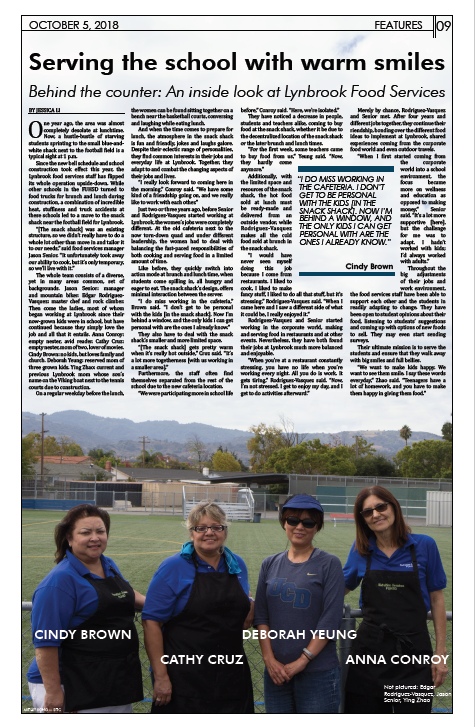 OCTOBER 5, 2018
FEATURES
09
Serving the school with warm smiles
Behind the counter: An inside look at Lynbrook Food Services
BY JESSICA LI
One year ago, the area was almost
completely desolate at lunchtime.
Now, a hustle-bustle of starving
students sprinting to the small blue-and-
white shack next to the football field is a
typical sight at 1 p.m.
Since the new bell schedule and school
construction took effect this year, the
Lynbrook food services staff has flipped
its whole operation upside-down. While
other schools in the FUHSD turned to
food trucks for brunch and lunch during
construction, a combination of incredible
heat, stuffiness and truck accidents at
these schools led to a move to the snack
shack near the football field for Lynbrook.
"[The snack shack] was an existing
structure, so we didn't really have to do a
whole lot other than move in and tailor it
to our needs," said food services manager
Jason Senior. "It unfortunately took away
our ability to cook, but it's only temporary,
so we'll live with it."
The whole team consists of a diverse,
yet in many areas common, set of
backgrounds. Jason Senior: manager
and mountain biker. Edgar Rodriguez-
Vasquez: master chef and rock climber.
Then come the ladies, most of whom
began working at Lynbrook since their
now-grown kids were in school, but have
continued because they simply love the
job and all that it entails. Anna Conroy:
empty nester, avid reader. Cathy Cruz:
empty nester, mom of two, lover of movies.
Cindy Brown: no kids, but loves family and
church. Deborah Yeung: reserved mom of
three grown kids. Ying Zhao: current and
previous Lynbrook mom whose son's
name on the Viking boat next to the tennis
courts due to construction.
On a regular weekday before the lunch,
the women can be found sitting together on a
bench near the basketball courts, conversing
and laughing while eating lunch.
And when the time comes to prepare for
lunch, the atmosphere in the snack shack
is fun and friendly, jokes and laughs galore.
Despite their eclectic range of personalities,
they find common interests in their jobs and
everyday life at Lynbrook. Together, they
adapt to and combat the changing aspects of
their jobs and lives.
"I really look forward to coming here in
the morning," Conroy said. "We have some
kind of a friendship going on, and we really
like to work with each other."
Just two or three years ago, before Senior
and Rodriguez-Vasquez started working at
Lynbrook, the women's jobs were completely
different. At the old cafeteria next to the
now torn-down quad and under different
leadership, the women had to deal with
balancing the fast-paced responsibilities of
both cooking and serving food in a limited
amount of time.
Like before, they quickly switch into
action mode at brunch and lunch time, when
students come spilling in, all hungry and
eager to eat. The snack shack's design, offers
minimal interaction between the server.
"I do miss working in the cafeteria,"
Brown said. "I don't get to be personal
with the kids [in the snack shack]. Now I'm
behind a window, and the only kids I can get
personal with are the ones I already know."
They also have to deal with the snack
shack's smaller and more limited space.
"[The snack shack] gets pretty warm
when it's really hot outside," Cruz said. "It's
a lot more togetherness [with us working in
a smaller area]."
Furthermore, the staff often find
themselves separated from the rest of the
school due to the new cafeteria location.
"We were participating more in school life
before," Conroy said. "Here, we're isolated."
They have also noticed a decrease in people,
students and teachers alike, coming to buy
food at the snack shack, whether it be due to
the decentralized location of the snack shack
or the later brunch and lunch times.
"For the first week, some teachers came
to buy food from us," Yeung said. "Now,
they hardly come
anymore."
Additionally, with
the limited space and
resources of the snack
shack, the hot food
sold at lunch must
be ready-made and
delivered from an
outside vendor, while
Rodriguez-Vasquez
makes all the cold
food sold at brunch in
the snack shack.
"I would have
never seen myself
doing this job
because I come from
restaurants. I liked to
cook, I liked to make
fancy stuff, I liked to do all that stuff, but it's
stressing," Rodriguez-Vasquez said. "When I
came here and I saw a different side of what
it could be, I really enjoyed it."
Rodriguez-Vasquez and Senior started
working in the corporate world, making
and serving food in restaurants and at other
events. Nevertheless, they have both found
their jobs at Lynbrook much more balanced
and enjoyable.
"When you're at a restaurant constantly
stressing, you have no life when you're
working every night. All you do is work. It
gets tiring," Rodriguez-Vasquez said. "Now,
I'm not stressed. I get to enjoy my day, and I
get to do activities afterward."
"I DO MISS WORKING IN
THE CAFETERIA. I DON'T
GET TO BE PERSONAL
WITH THE KIDS [IN THE
SNACK SHACK]. NOW I'M
BEHIND A WINDOW, AND
THE ONLY KIDS I CAN GET
PERSONAL WITH ARE THE
ONES I ALREADY KNOW."
Cindy Brown
Merely by chance, Rodriguez-Vasquez
and Senior met. After four years and
different jobs together, they continue their
friendship, bonding over the different food
ideas to implement at Lynbrook, shared
experiences coming from the corporate
food world and even outdoor travels.
"When I first started coming from
the corporate
world into a school
environment, the
focus became
more on wellness
and education as
opposed to making
money," Senior
said. "It's a lot more
supportive [here],
but the challenge
for me was to
adapt. I hadn't
worked with kids;
I'd always worked
with adults."
Throughout the
big adjustments
of their jobs and
work environment,
the food services staff have been able to
support each other and the students in
readily adapting to change. They have
been open to student opinions about their
food, listening to students' suggestions
and coming up with options of new foods
to sell. They may even start sending
surveys.
Their ultimate mission is to serve the
students and ensure that they walk away
with big smiles and full bellies.
"We want to make kids happy. We
want to see them smile. I say these words
everyday," Zhao said. "Teenagers have a
lot of homework, and you have to make
them happy in giving them food."
CINDY BROWN
CATHY CRUZ
DEBORAH YEUNG
ANNA CONROY
Not pictured: Edgar
Rodriguez-Vasquez, Jason
Senior, Ying Zhao